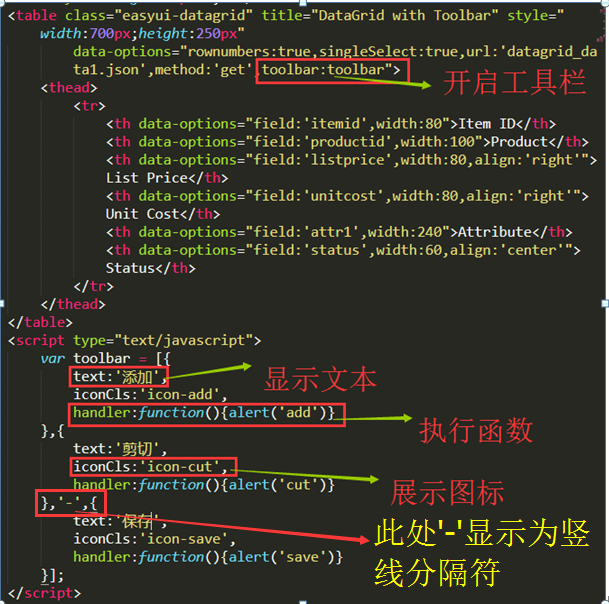 <table class="easyui-datagrid" title="DataGrid with Toolbar" style="
width:700px;height:250px"
data-options="rownumbers:true,singleSelect:true,url:'datagrid_da
ta1.json',method:'get',toolbar:toolbar">
开启工具栏
<thead>
<tr>
<th data-options="field:'itemid',width:80">Item ID</th>
<th data-options="field:'productid',width:100">Product</th>
<th data-options="field:'listprice',width:80,align:'right'">
List Price</th>
<th data-options="field:'unitcost',width:80,align:'right'">
Unit Cost</th>
<th data-options="field:'attr1',width:240">Attribute</th>
<th data-options="field:'status',width:60,align:'center'">
Status</th>
</tr>
</thead>
</table>
<script type="text/javascript">
var toolbar = [{
text:'添加',
显示文本
iconCls:'icon-add',
handler:function(){alert('add')}
执行函数
},{
text:'剪切',
iconCls:'icon-cut',
展示图标
handler:function(){alert('cut')}
},'-',{
text:'保存',
此处'-'显示为竖
iconCls:'icon-save',
handler:function(){alert('save')}
线分隔符
}];
</script>